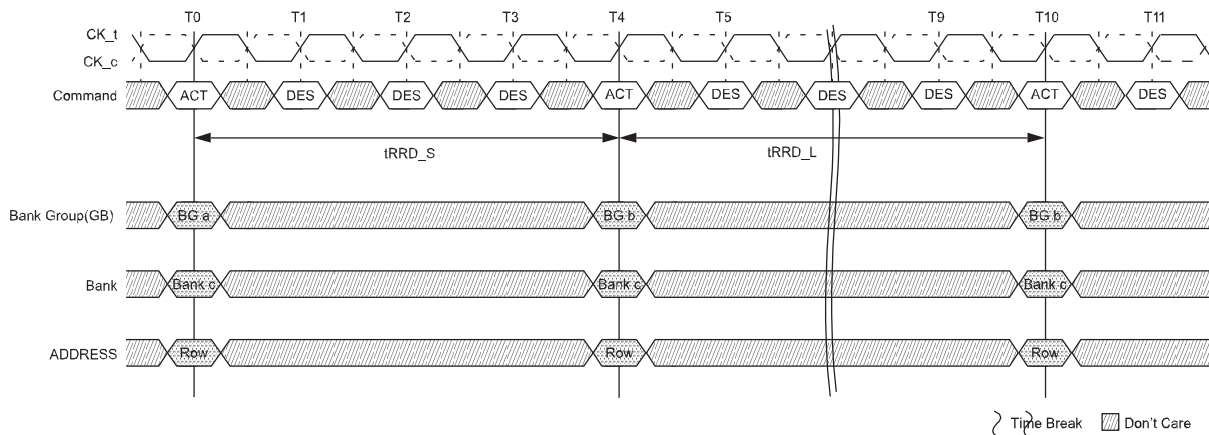 T0 T1 T2 T3 T4 T5 T9 T10 T11
CK_t
CK_c
Command ACT DES DES DES ACT DES DES DES ACT DES
tRRD_S tRRD_L
Bank Group(GB) BG a BG b BG b
Bank Bank c Bank c Bank c
ADDRESS Row Row Row
Time Break Don't Care